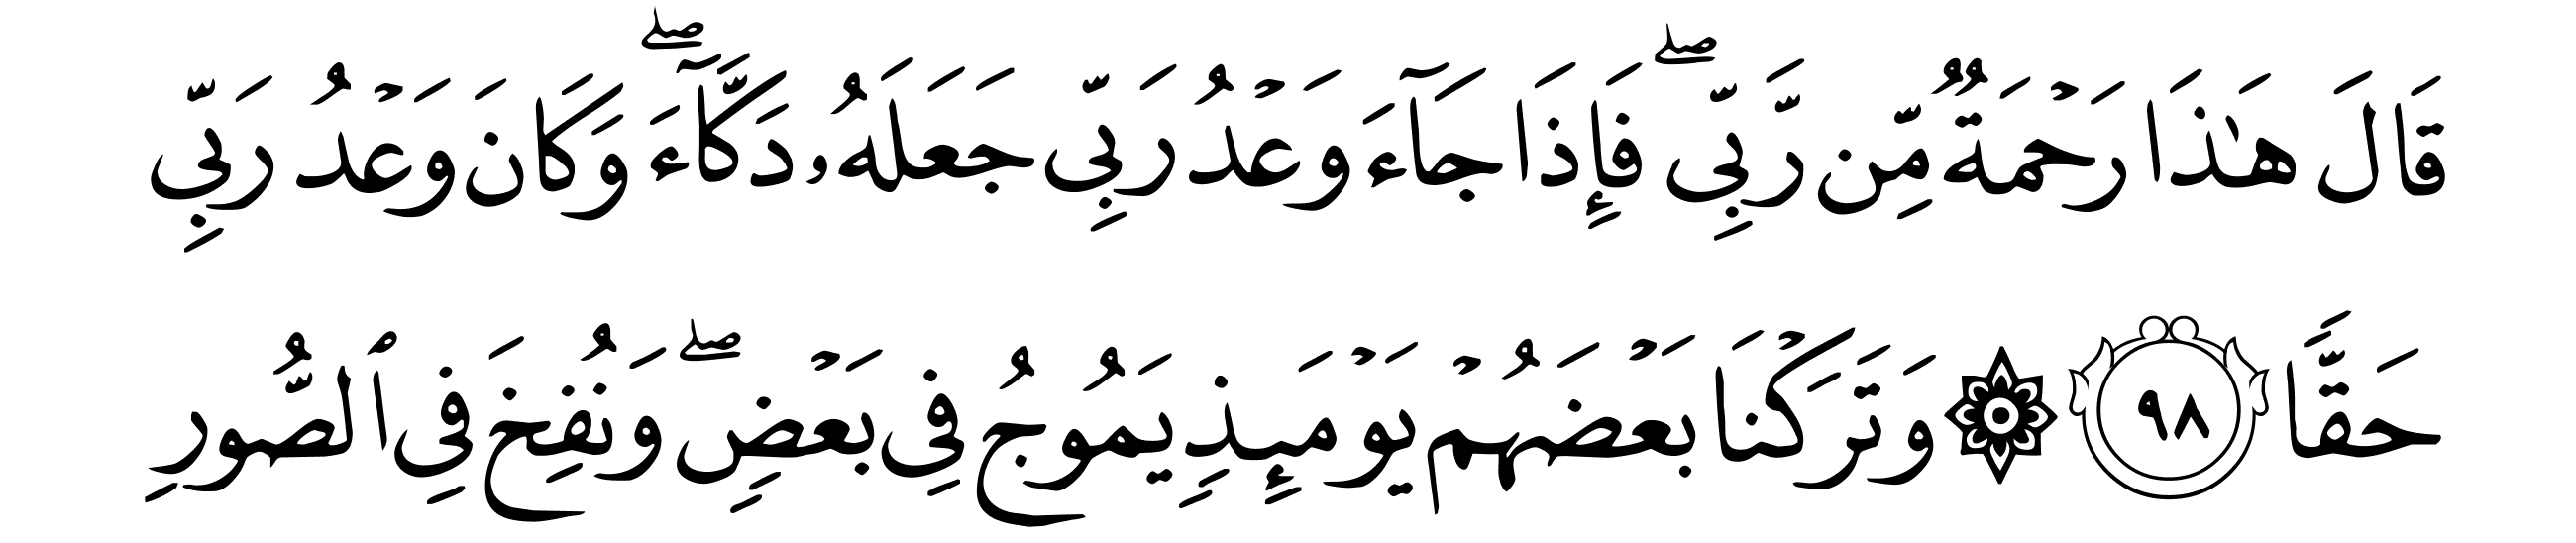 قَالَ هَٰذَا رَحۡمَةٞ مِّن رَّبِّيۖ فَإِذَا جَآءَ وَعۡدُ رَبِّي جَعَلَهُۥ دَكَّآءَۖ وَكَانَ وَعۡدُ رَبِّي
حَقّٗا ٩٨ ۞ وَتَرَكۡنَا بَعۡضَهُمۡ يَوۡمَئِذٖ يَمُوجُ فِي بَعۡضٖۖ وَنُفِخَ فِي ٱلصُّورِ